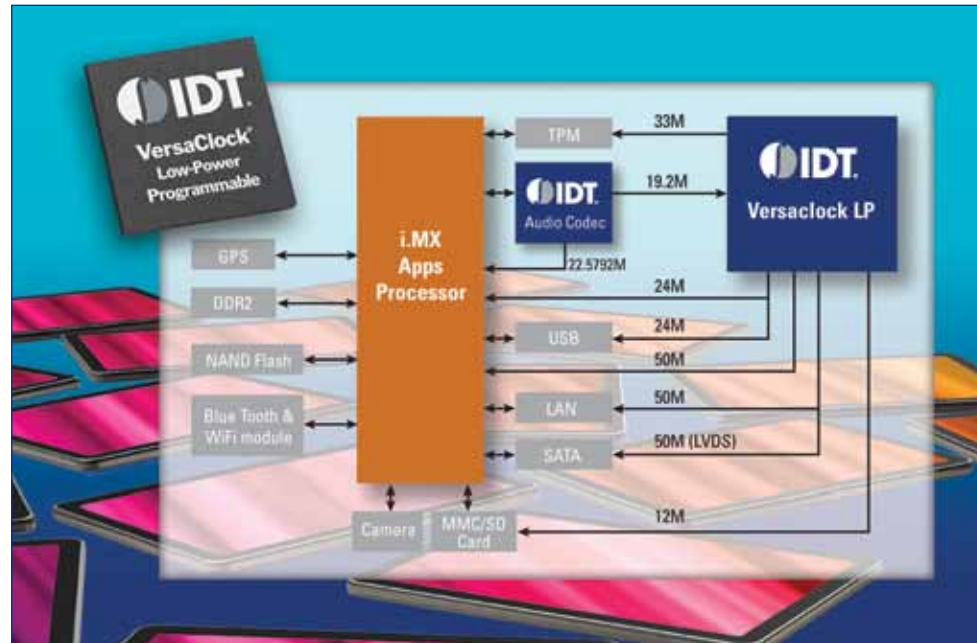 IDT.
VersaClock®
Low-Power
Programmable
TPM
33M
IDT.
Versaclock LP
IDT.
Audio Codec
19.2M
i.MX
Apps
Processor
GPS
22.5792M
24M
DDR2
USB
24M
NAND Flash
50M
LAN
50M
Blue Tooth &
WiFi module
SATA
50M (LVDS)
Camera
MMC/SD
Card
12M